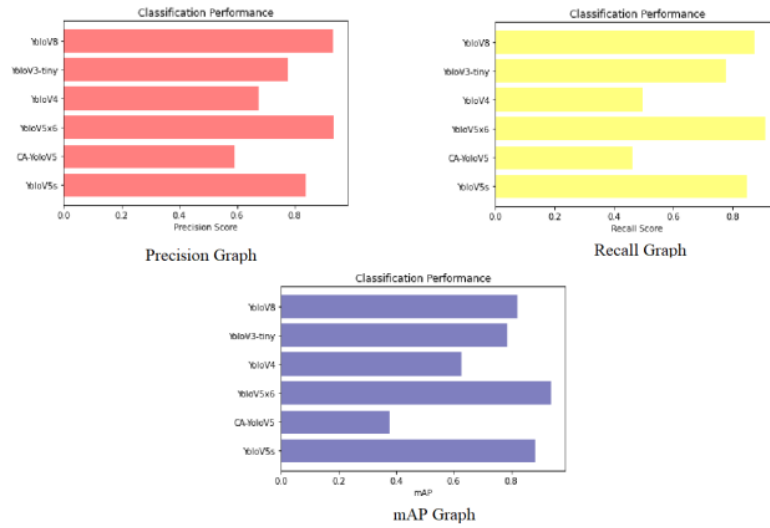 Classification Performance
YoloV8
YoloV3-tiny
YoloV4
YoloV5x6
CA-YoloV5
YoloV5s
0.0 0.2 0.4 0.6 0.8
Precision Score
Precision Graph
Classification Performance
YoloV8
YoloV3-tiny
YoloV4
YoloV5x6
CA-YoloV5
YoloV5s
0.0 0.2 0.4 0.6 0.8
Recall Score
Recall Graph
Classification Performance
YoloV8
YoloV3-tiny
YoloV4
YoloV5x6
CA-YoloV5
YoloV5s
0.0 0.2 0.4 0.6 0.8
mAP
mAP Graph